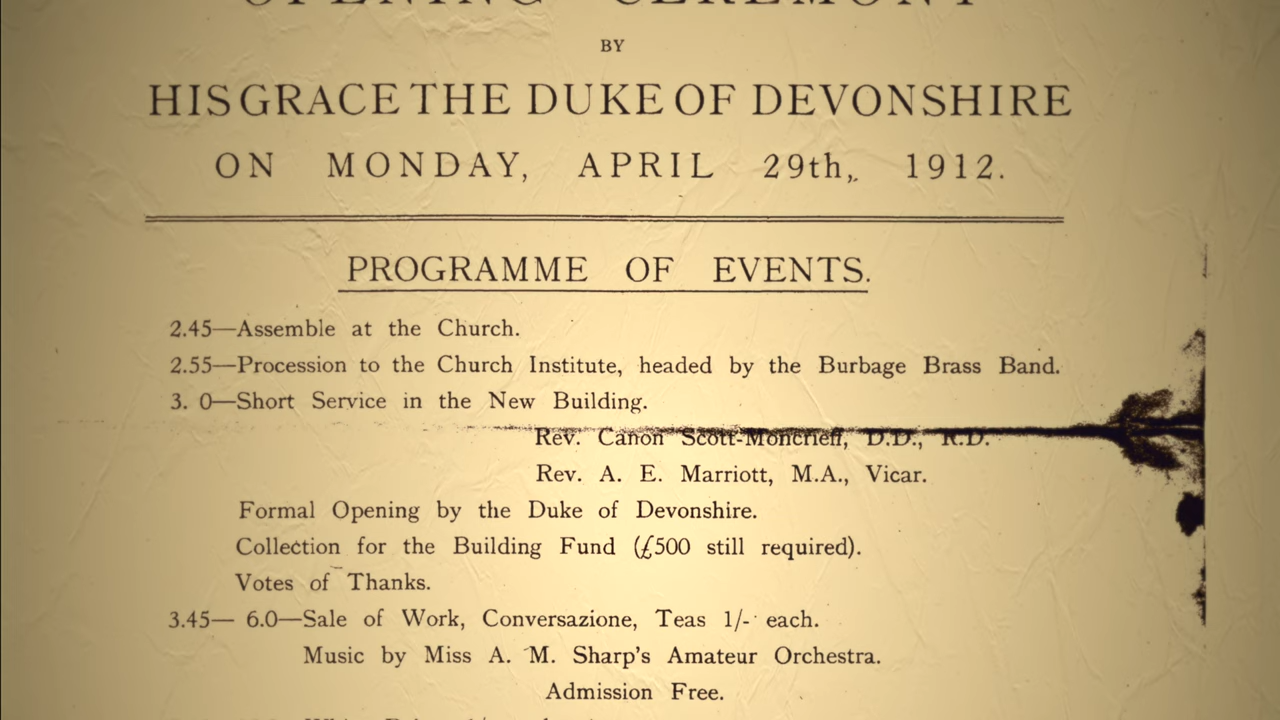 OPENING CEREMONY
BY
HIS GRACE THE DUKE OF DEVONSHIRE
ON MONDAY, APRIL 29th, 1912.
PROGRAMME OF EVENTS.
2.45—Assemble at the Church.
2.55—Procession to the Church Institute, headed by the Burbage Brass Band.
3. 0—Short Service in the New Building.
Rev. Canon Scott-Moncrieff, D.D., R.D.
Rev. A. E. Marriott, M.A., Vicar.
Formal Opening by the Duke of Devonshire.
Collection for the Building Fund (£500 still required).
Votes of Thanks.
3.45— 6.0—Sale of Work, Conversazione, Teas 1/- each.
Music by Miss A. M. Sharp's Amateur Orchestra.
Admission Free.